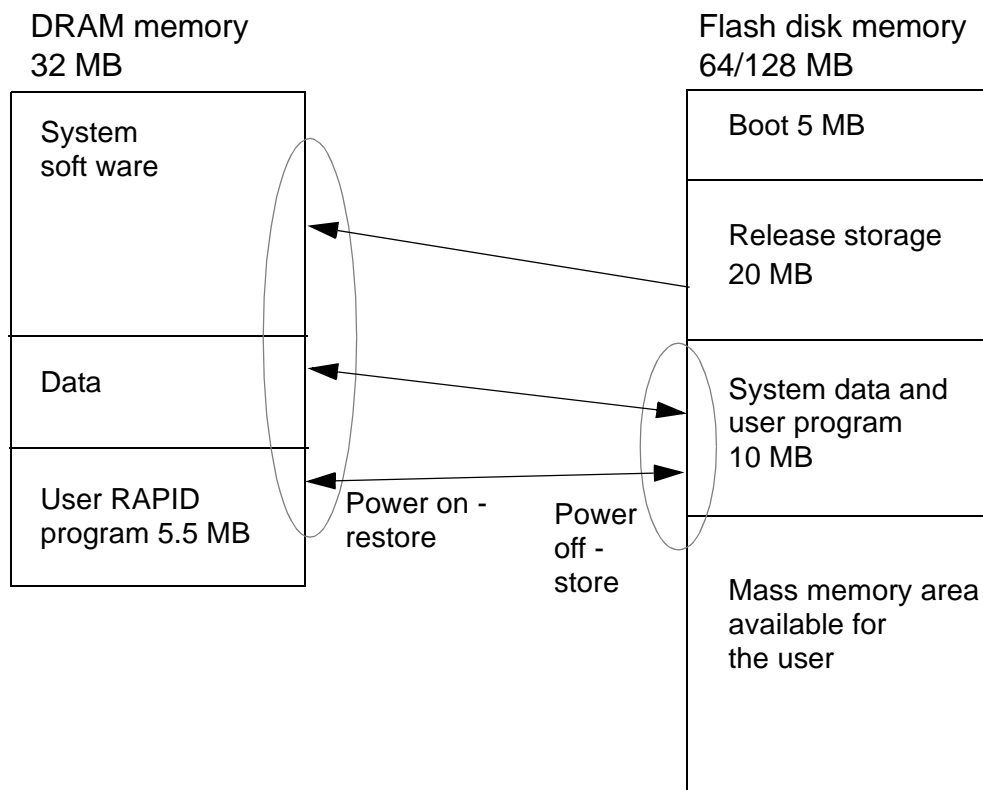 DRAM memory
32 MB
System
soft ware
Data
User RAPID
program 5.5 MB
Power on -
restore
Power
off -
store
Flash disk memory
64/128 MB
Boot 5 MB
Release storage
20 MB
System data and
user program
10 MB
Mass memory area
available for
the user